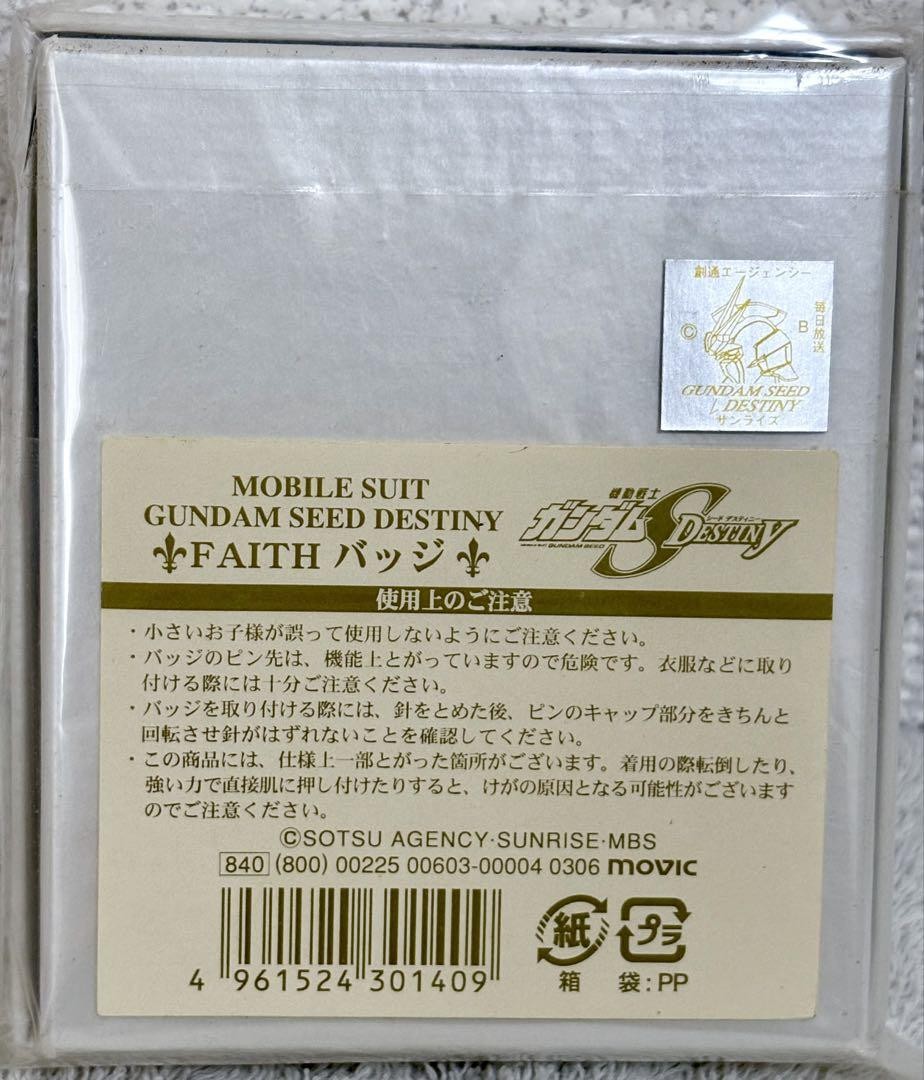 創通エージェンシー
毎日放送
© B
GUNDAM SEED
DESTINY
サンライズ
MOBILE SUIT
GUNDAM SEED DESTINY
FAITH バッジ
機動戦士
ガンダム SEED DESTINY
シード デスティニー
GUNDAM SEED
使用上のご注意
・小さいお子様が誤って使用しないようにご注意ください。
・バッジのピン先は、機能上とがっていますので危険です。衣服などに取り
付ける際には十分ご注意ください。
・バッジを取り付ける際には、針をとめた後、ピンのキャップ部分をきちんと
回転させ針がはずれないことを確認してください。
・この商品には、仕様上一部とがった箇所がございます。着用の際転倒したり、
強い力で直接肌に押し付けたりすると、けがの原因となる可能性がございます
のでご注意ください。
©SOTSU AGENCY·SUNRISE·MBS
840 (800) 00225 00603-00004 0306 movic
4 961524 301409
紙
プラ
箱 袋:PP